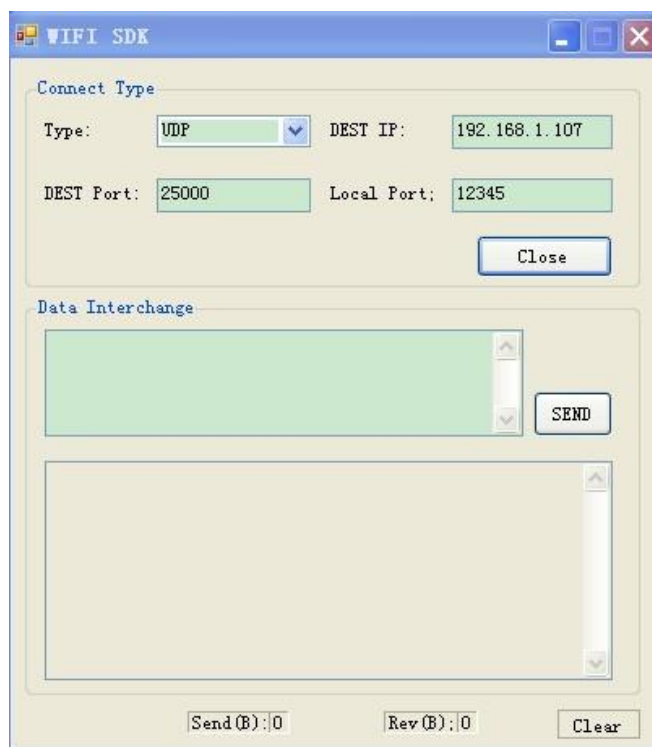 WIFI SDK
Connect Type
Type: UDP DEST IP: 192.168.1.107
DEST Port: 25000 Local Port: 12345
Close
Data Interchange
SEND
Send(B):0 Rev(B):0 Clear